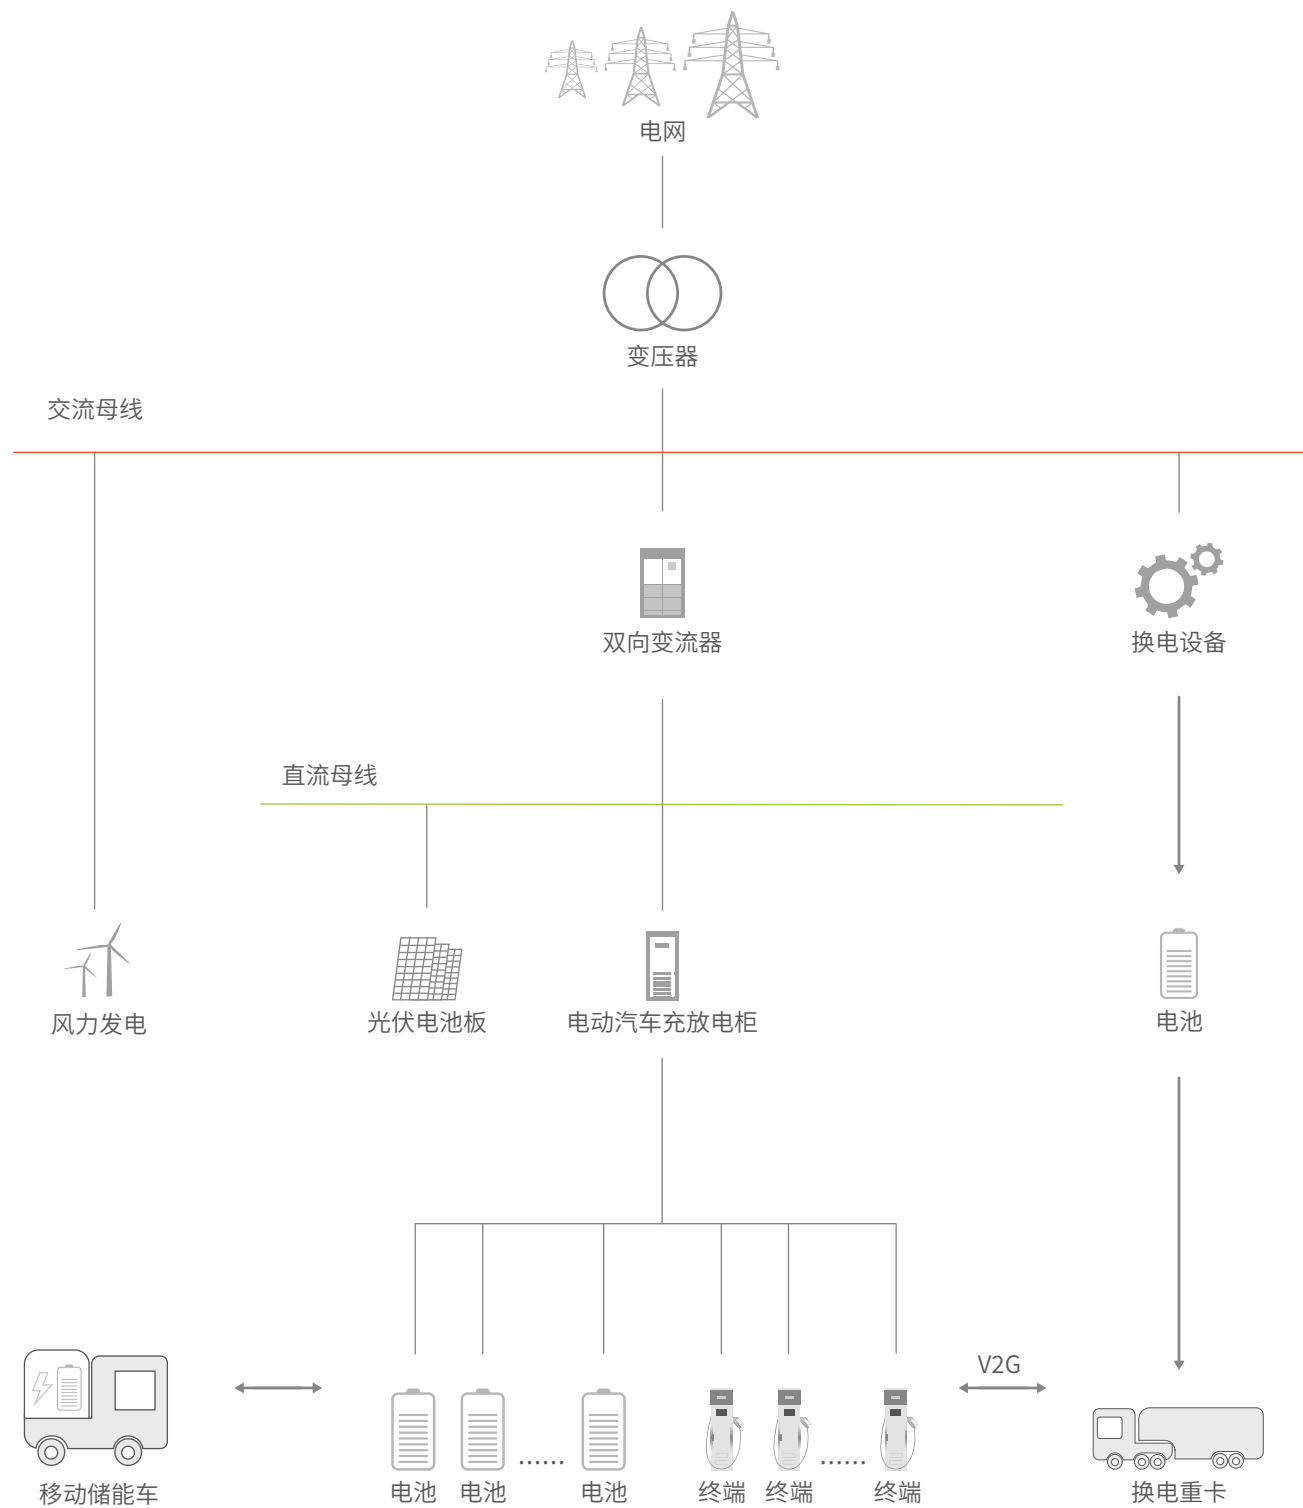 电网
变压器
交流母线
双向变流器
换电设备
直流母线
风力发电
光伏电池板
电动汽车充放电柜
电池
V2G
移动储能车
电池
电池
……
电池
终端
终端
……
终端
换电重卡